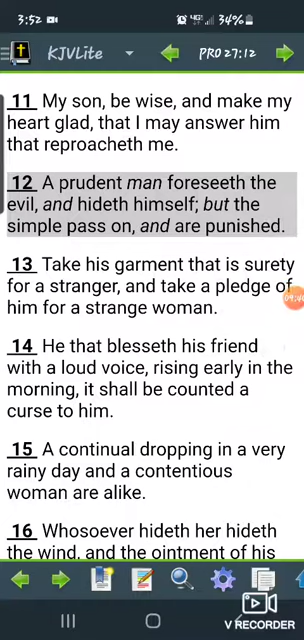 3:52 4G 34%
KJVLite PRO 27:12
11 My son, be wise, and make my
heart glad, that I may answer him
that reproacheth me.
12 A prudent man foreseeth the
evil, and hideth himself; but the
simple pass on, and are punished.
13 Take his garment that is surety
for a stranger, and take a pledge of
him for a strange woman.
14 He that blesseth his friend
with a loud voice, rising early in the
morning, it shall be counted a
curse to him.
15 A continual dropping in a very
rainy day and a contentious
woman are alike.
16 Whosoever hideth her hideth
the wind, and the ointment of his
V RECORDER